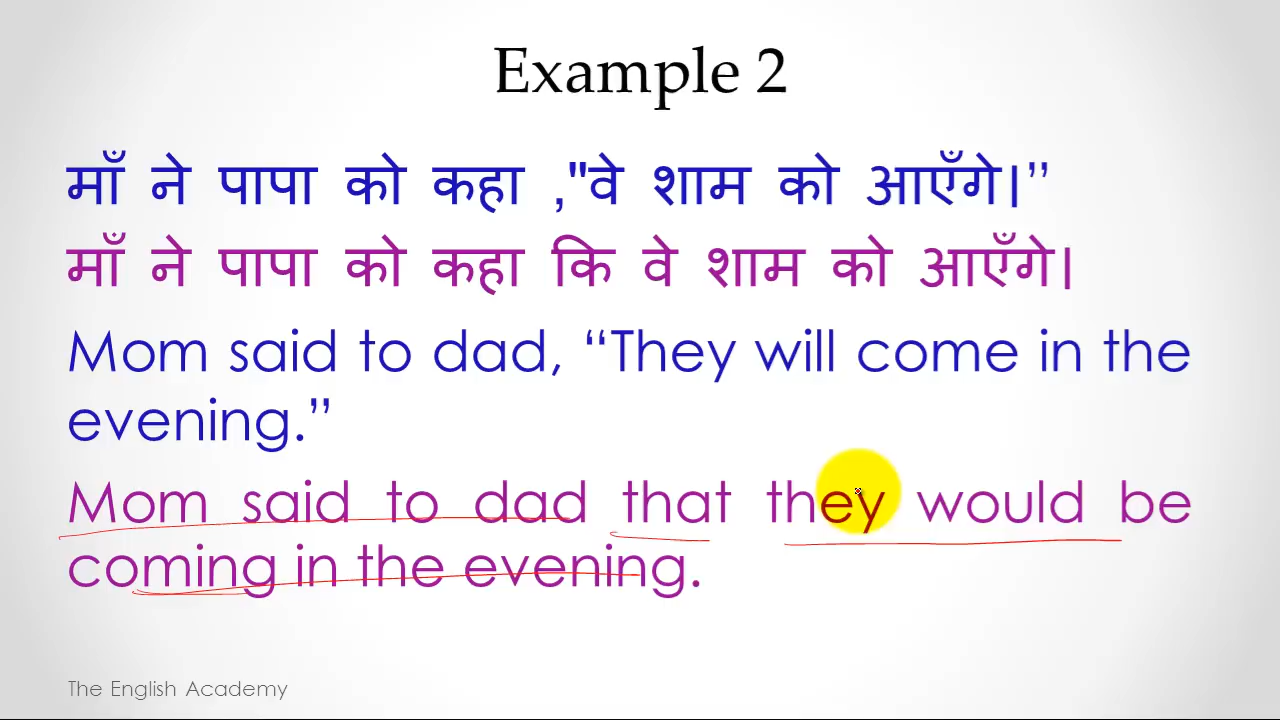 Example 2
माँ ने पापा को कहा ,"वे शाम को आएँगे।”
माँ ने पापा को कहा कि वे शाम को आएँगे।
Mom said to dad, “They will come in the
evening.”
Mom said to dad that they would be
coming in the evening.
The English Academy